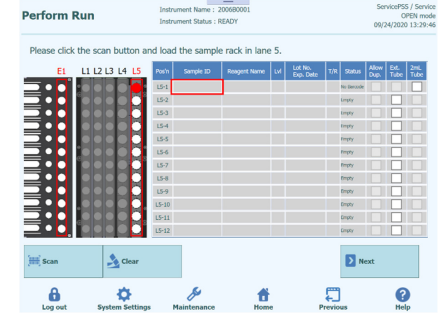 Perform Run
Instrument Name : 2006B0001
Instrument Status : READY
ServicePSS / Service
OPEN mode
09/24/2020 13:29:46
Please click the scan button and load the sample rack in lane 5.
E1 L1 L2 L3 L4 L5
Pos'n Sample ID Reagent Name Lvl Lot No. Exp. Date T/R Status Allow Dup. Ext. Tube 2mL Tube
L5-1 No barcode
L5-2 Empty
L5-3 Empty
L5-4 Empty
L5-5 Empty
L5-6 Empty
L5-7 Empty
L5-8 Empty
L5-9 Empty
L5-10 Empty
L5-11 Empty
L5-12 Empty
Scan Clear Next
Log out System Settings Maintenance Home Previous Help